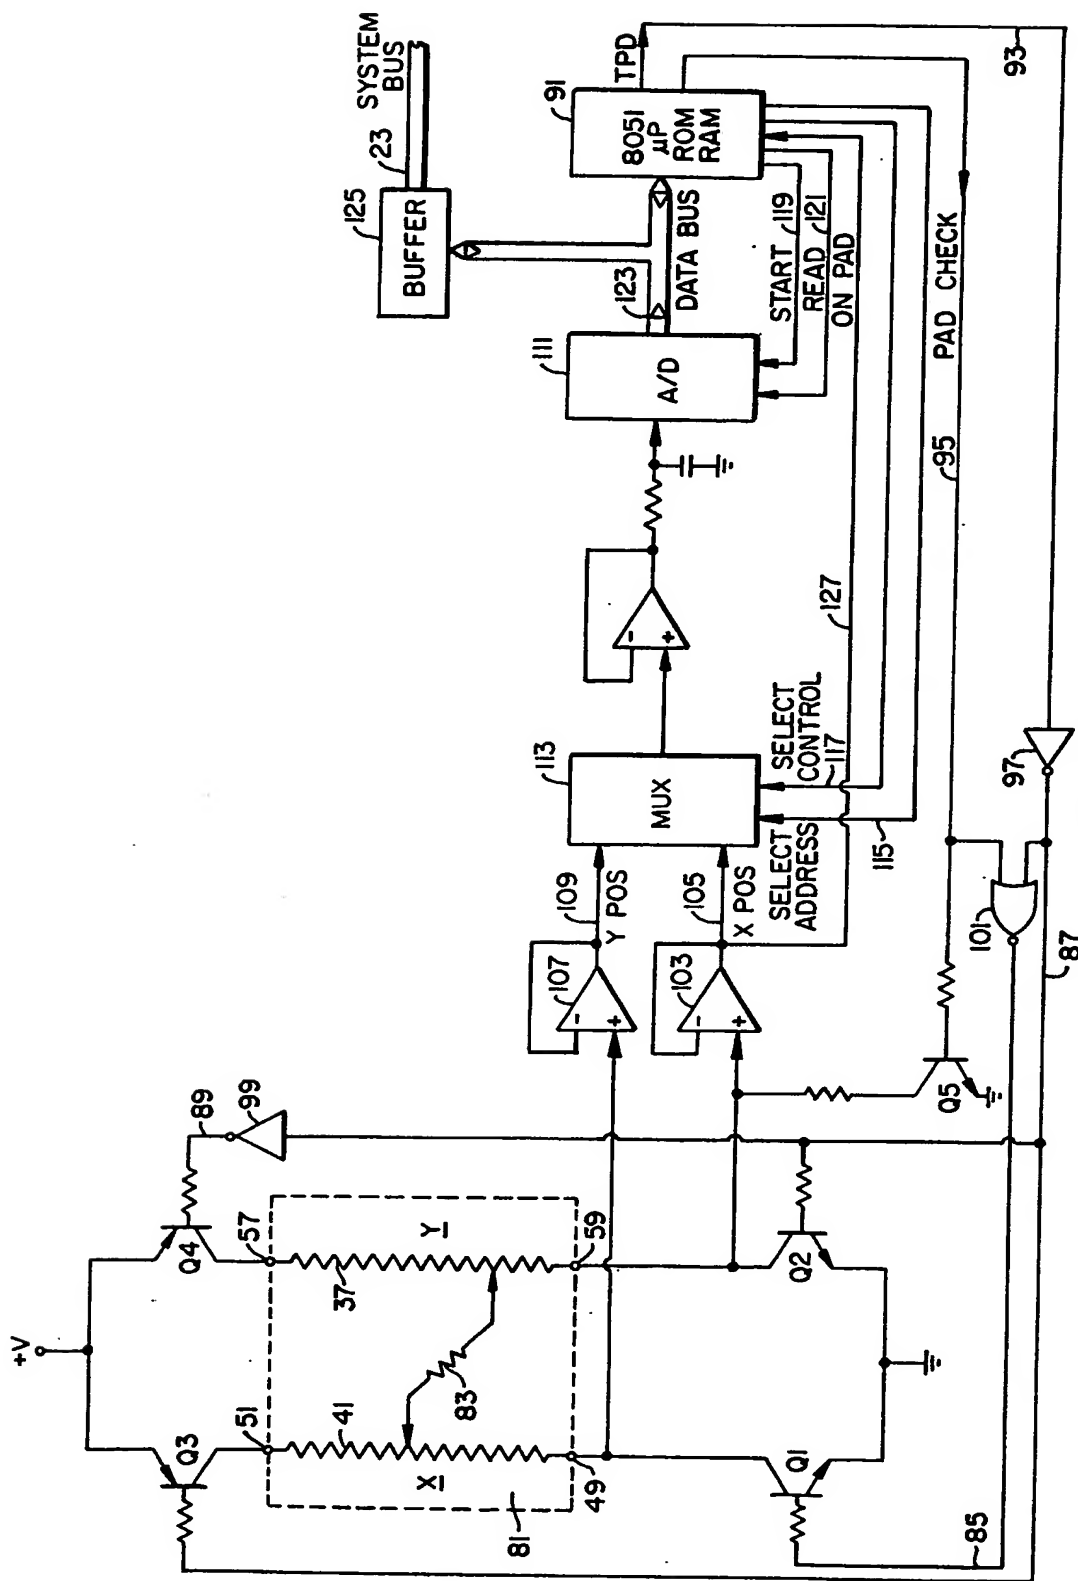 +V
Q3
Q4
89
99
51
57
41
37
X
Y
83
81
49
59
Q1
Q2
85
Q5
87
101
97
107
-
+
109
Y POS
103
-
+
105
X POS
113
MUX
SELECT
ADDRESS
115
SELECT
CONTROL
117
127
-
+
111
A/D
START
119
READ
121
ON PAD
123
DATA BUS
125
BUFFER
23
SYSTEM
BUS
91
8051
μP
ROM
RAM
TPD
93
95
PAD CHECK